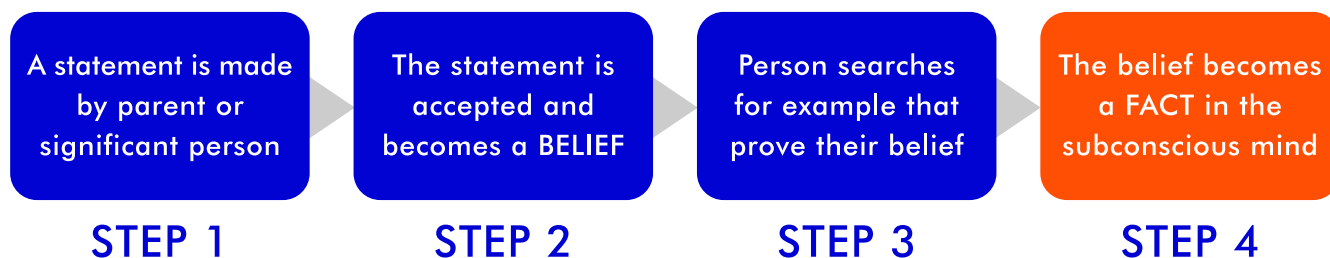 A statement is made
by parent or
significant person
STEP 1
The statement is
accepted and
becomes a BELIEF
STEP 2
Person searches
for example that
prove their belief
STEP 3
The belief becomes
a FACT in the
subconscious mind
STEP 4